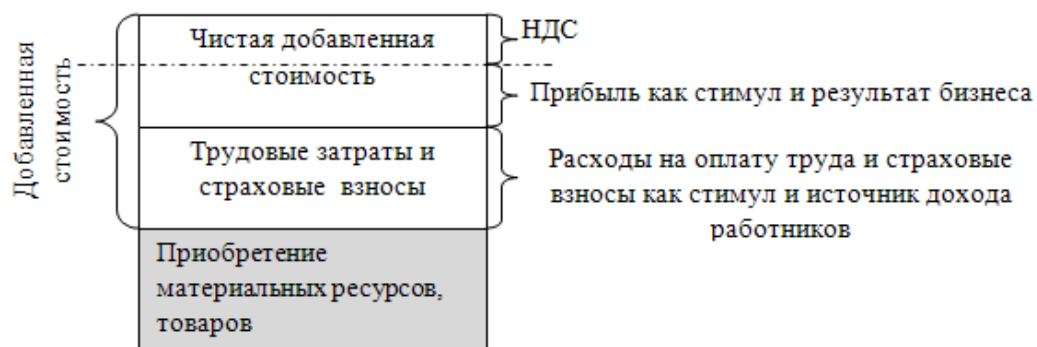 Добавленная
стоимость
Чистая добавленная
стоимость
НДС
Прибыль как стимул и результат бизнеса
Трудовые затраты и
страховые взносы
Расходы на оплату труда и страховые
взносы как стимул и источник дохода
работников
Приобретение
материальных ресурсов,
товаров